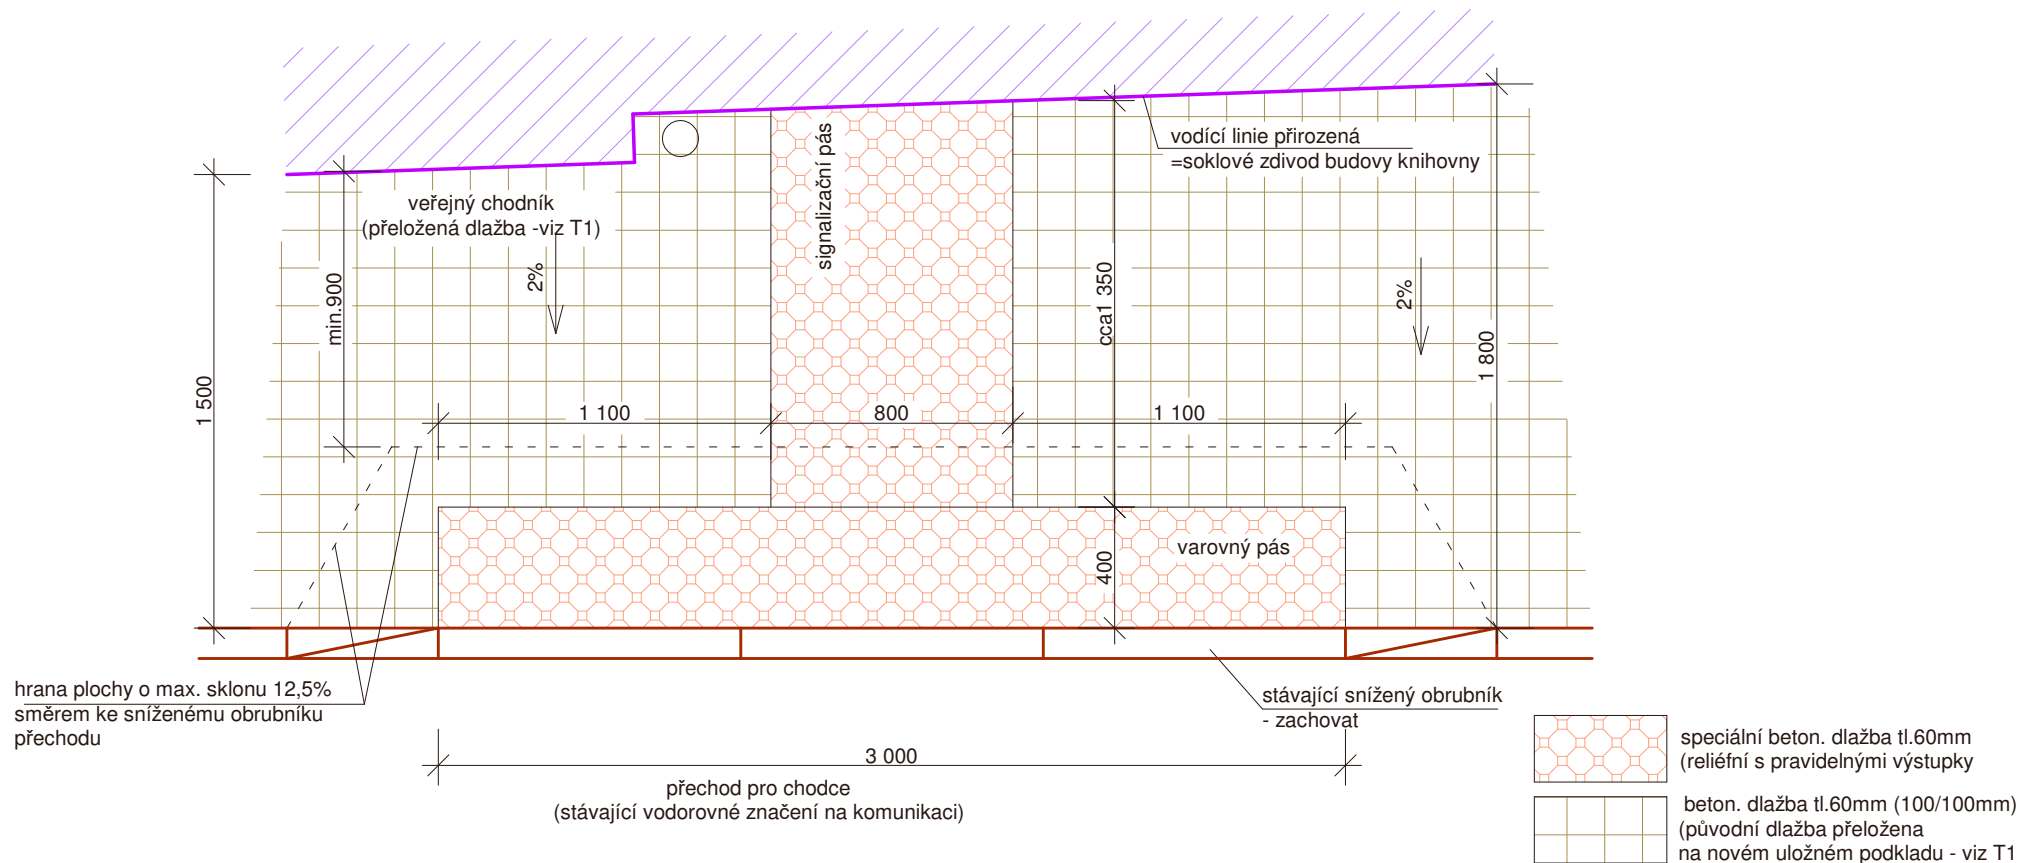 vodící linie přirozená
=soklové zdivod budovy knihovny
signalizační pás
veřejný chodník
(přeložená dlažba -viz T1)
2%
min.900
cca1 350
2%
1 800
1 500
1 100
800
1 100
varovný pás
400
hrana plochy o max. sklonu 12,5%
směrem ke sníženému obrubníku
přechodu
stávající snížený obrubník
- zachovat
3 000
přechod pro chodce
(stávající vodorovné značení na komunikaci)
speciální beton. dlažba tl.60mm
(reliéfní s pravidelnými výstupky
beton. dlažba tl.60mm (100/100mm)
(původní dlažba přeložena
na novém uložném podkladu - viz T1